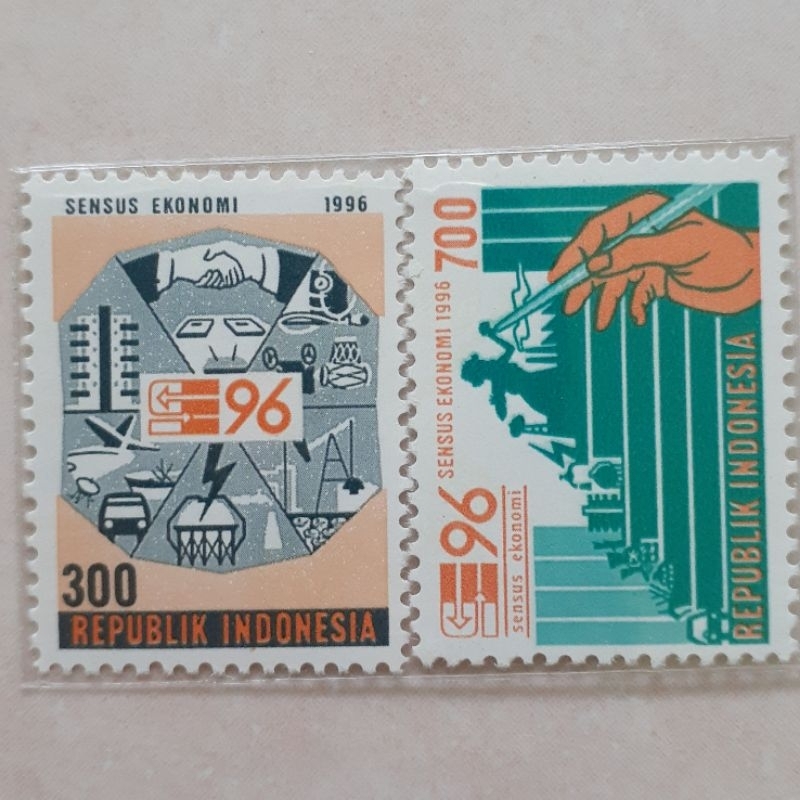 SENSUS EKONOMI 1996
96
300
REPUBLIK INDONESIA
SENSUS EKONOMI 1996 700
96
sensus ekonomi
REPUBLIK INDONESIA